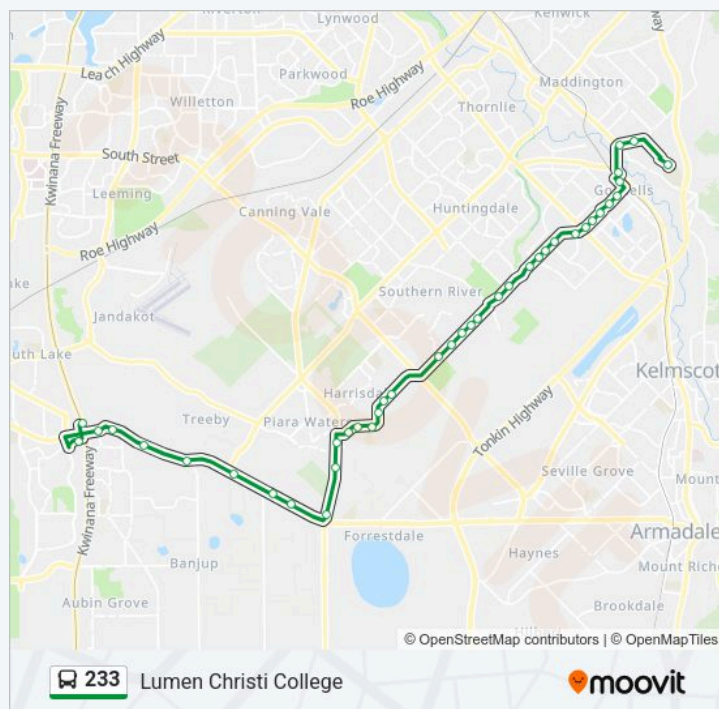 Riverton
Lynwood
Kenwick
Leach Highway
Parkwood
Maddington
Willetton
Roe Highway
Thornlie
Kwinana Freeway
South Street
Leeming
Gosnells
Canning Vale
Huntingdale
Roe Highway
Southern River
Jandakot
South Lake
Kelmscot
Harrisdal
Treeby
Piara Waters
Tonkin Highway
Seville Grove
Mount
Kwinana Freeway
Forrestdale
Armadale
Banjup
Haynes
Mount Rich
Aubin Grove
Brookdale
© OpenStreetMap contributors | © OpenMapTiles
233 Lumen Christi College
moovit